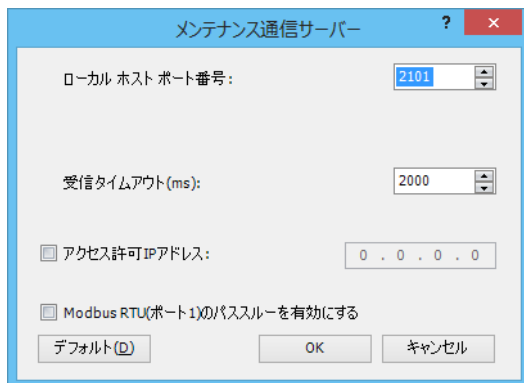 メンテナンス通信サーバー ? ×
ローカル ホスト ポート番号: 2101
受信タイムアウト(ms): 2000
アクセス許可IPアドレス: 0 . 0 . 0 . 0
Modbus RTU(ポート1)のパススルーを有効にする
デフォルト(D) OK キャンセル